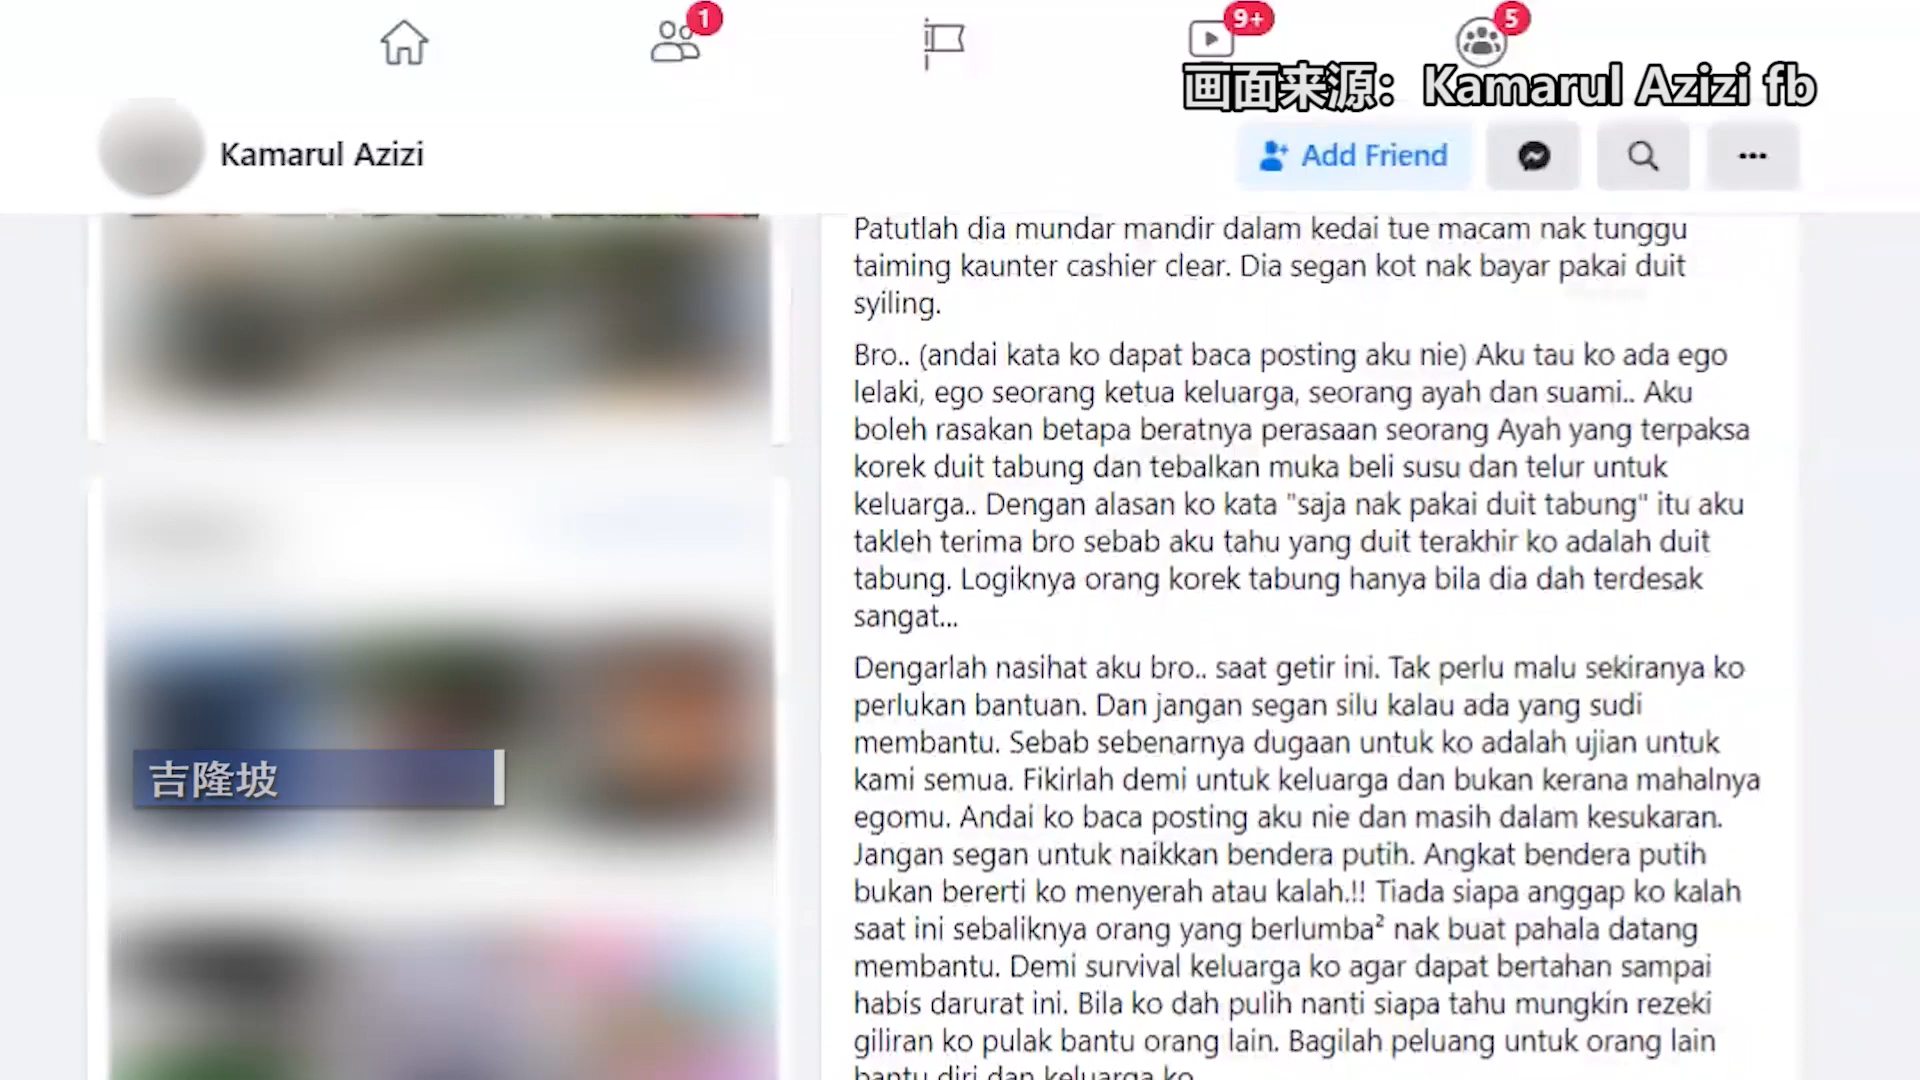 1
9+
5
画面来源：Kamarul Azizi fb
Kamarul Azizi
Add Friend
Patutlah dia mundar mandir dalam kedai tue macam nak tunggu
taiming kaunter cashier clear. Dia segan kot nak bayar pakai duit
syiling.
Bro.. (andai kata ko dapat baca posting aku nie) Aku tau ko ada ego
lelaki, ego seorang ketua keluarga, seorang ayah dan suami.. Aku
boleh rasakan betapa beratnya perasaan seorang Ayah yang terpaksa
korek duit tabung dan tebalkan muka beli susu dan telur untuk
keluarga.. Dengan alasan ko kata "saja nak pakai duit tabung" itu aku
takleh terima bro sebab aku tahu yang duit terakhir ko adalah duit
tabung. Logiknya orang korek tabung hanya bila dia dah terdesak
sangat...
Dengarlah nasihat aku bro.. saat getir ini. Tak perlu malu sekiranya ko
perlukan bantuan. Dan jangan segan silu kalau ada yang sudi
membantu. Sebab sebenarnya dugaan untuk ko adalah ujian untuk
kami semua. Fikirlah demi untuk keluarga dan bukan kerana mahalnya
egomu. Andai ko baca posting aku nie dan masih dalam kesukaran.
Jangan segan untuk naikkan bendera putih. Angkat bendera putih
bukan bererti ko menyerah atau kalah.!! Tiada siapa anggap ko kalah
saat ini sebaliknya orang yang berlumba² nak buat pahala datang
membantu. Demi survival keluarga ko agar dapat bertahan sampai
habis darurat ini. Bila ko dah pulih nanti siapa tahu mungkin rezeki
giliran ko pulak bantu orang lain. Bagilah peluang untuk orang lain
bantu diri dan keluarga ko
吉隆坡